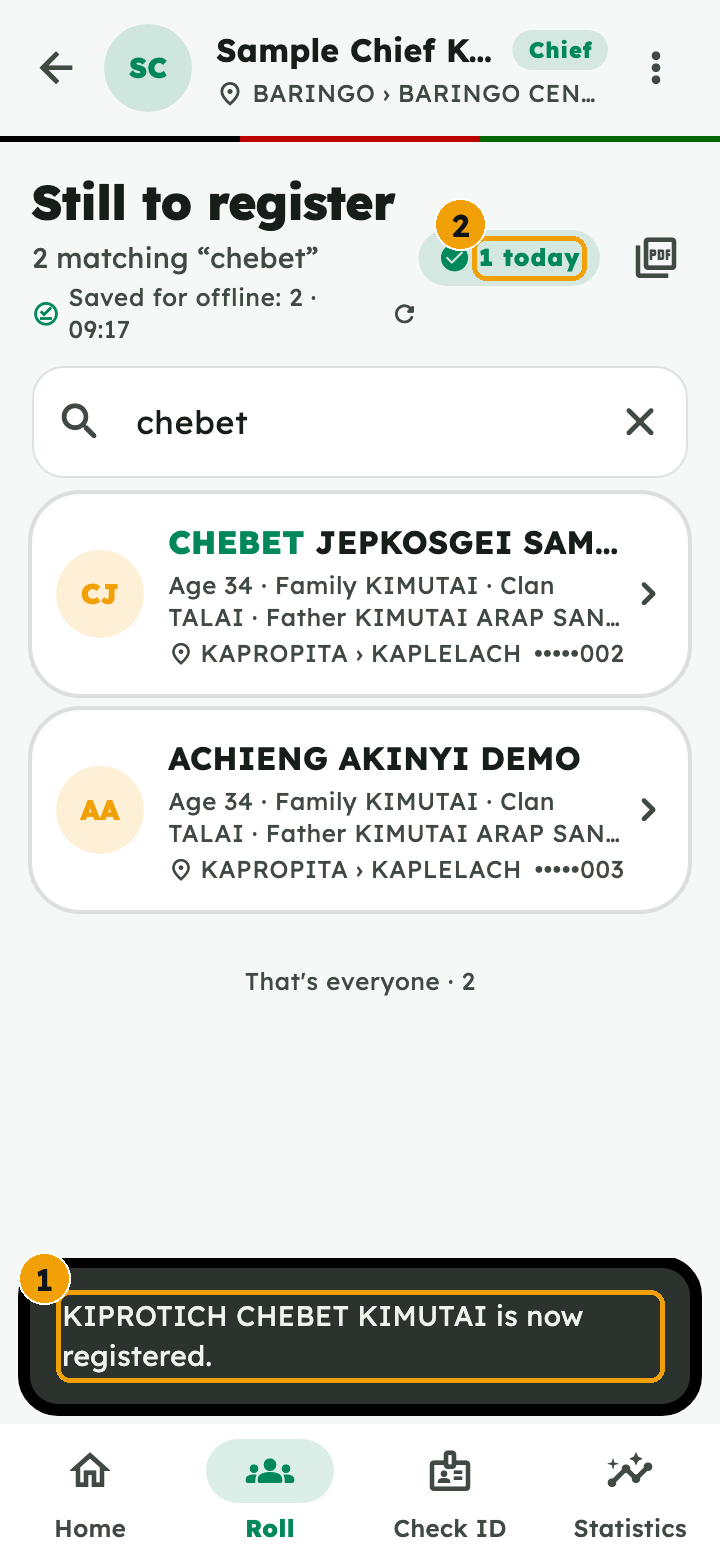 SC
Sample Chief K...
Chief
BARINGO › BARINGO CEN...
Still to register
2 matching “chebet”
2
1 today
PDF
Saved for offline: 2 ·
09:17
chebet
CJ
CHEBET JEPKOSGEI SAM...
Age 34 · Family KIMUTAI · Clan
TALAI · Father KIMUTAI ARAP SAN...
KAPROPITA › KAPLELACH •••••002
AA
ACHIENG AKINYI DEMO
Age 34 · Family KIMUTAI · Clan
TALAI · Father KIMUTAI ARAP SAN...
KAPROPITA › KAPLELACH •••••003
That's everyone · 2
1
KIPROTICH CHEBET KIMUTAI is now
registered.
Home
Roll
Check ID
Statistics